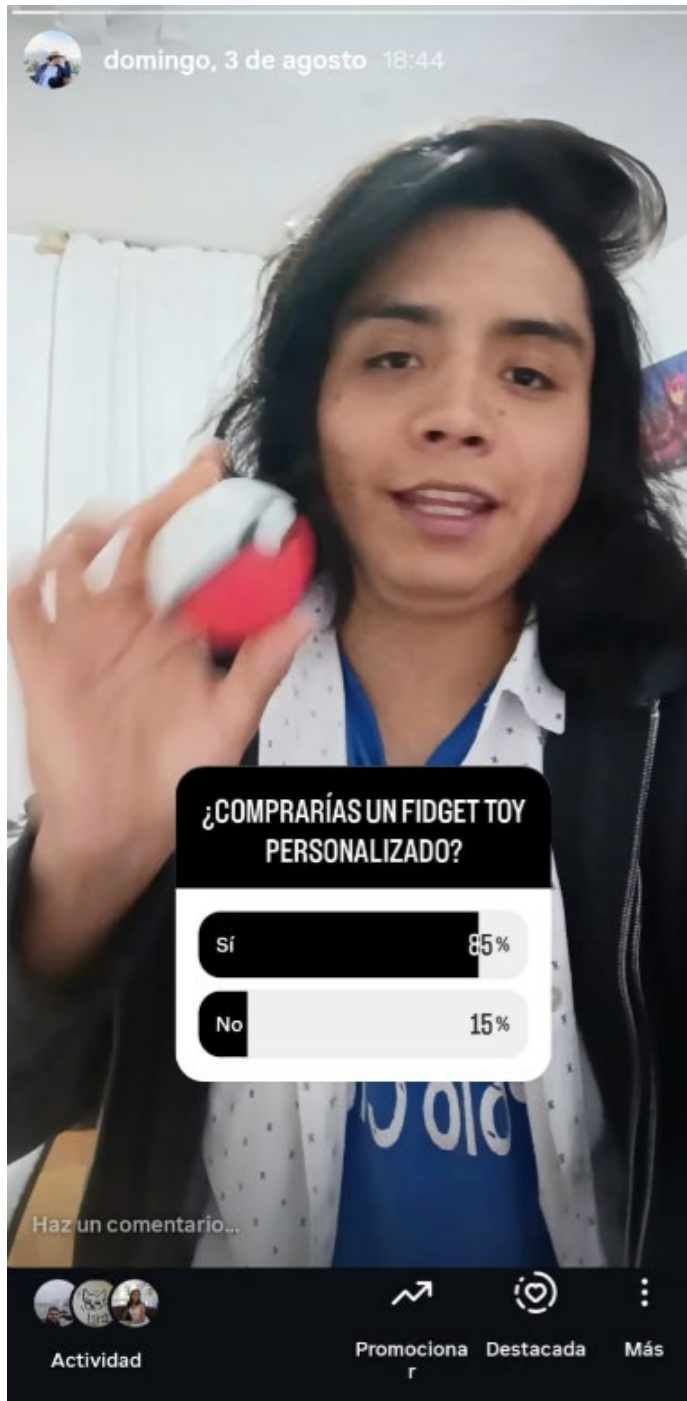 domingo, 3 de agosto 18:44
¿COMPRARÍAS UN FIDGET TOY
PERSONALIZADO?
Sí 85%
No 15%
Haz un comentario...
Actividad
Promociona
r
Destacada
Más